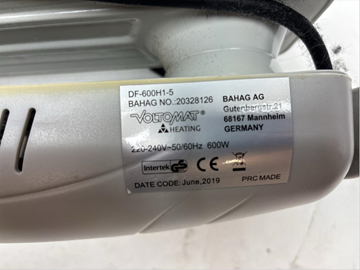 DF-600H1-5
BAHAG NO.:20328126
VOLTOMAT®
HEATING
BAHAG AG
Gutenbergstr.21
68167 Mannheim
GERMANY
220-240V~50/60Hz 600W
Intertek GS CE
DATE CODE: June,2019 PRC MADE